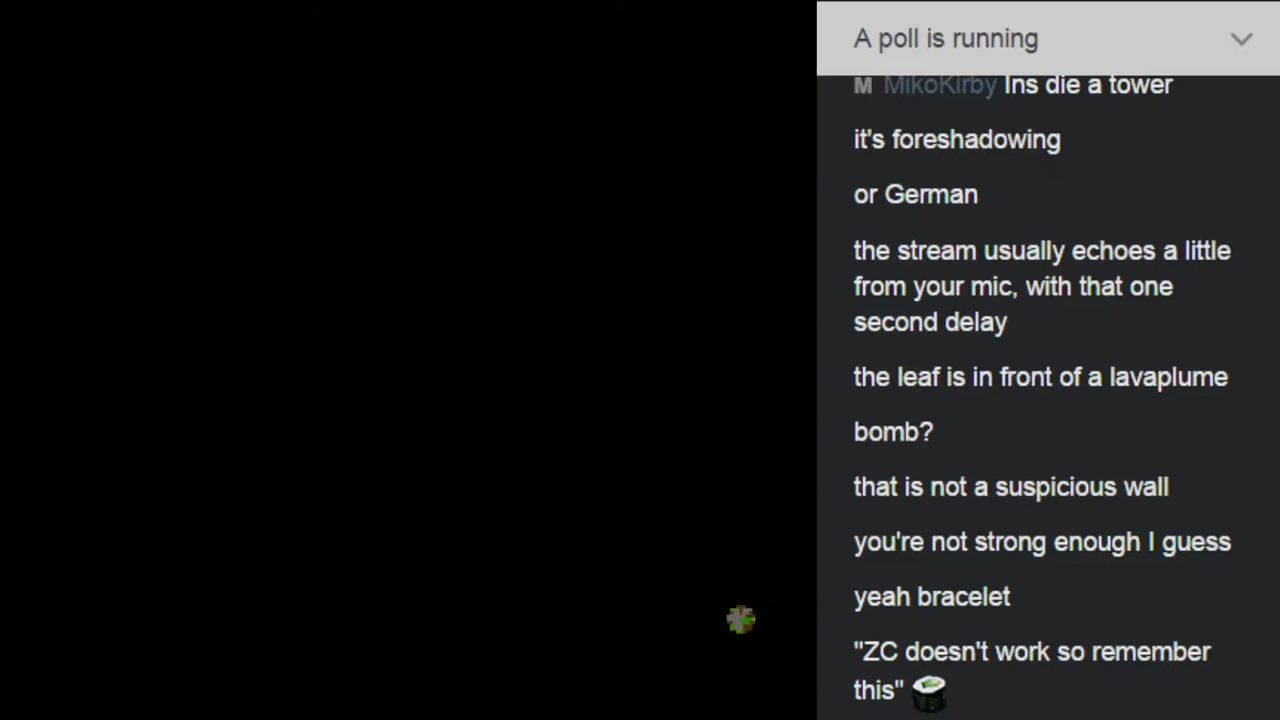 A poll is running
M MikoKirby Ins die a tower
it's foreshadowing
or German
the stream usually echoes a little
from your mic, with that one
second delay
the leaf is in front of a lavaplume
bomb?
that is not a suspicious wall
you're not strong enough I guess
yeah bracelet
"ZC doesn't work so remember
this"